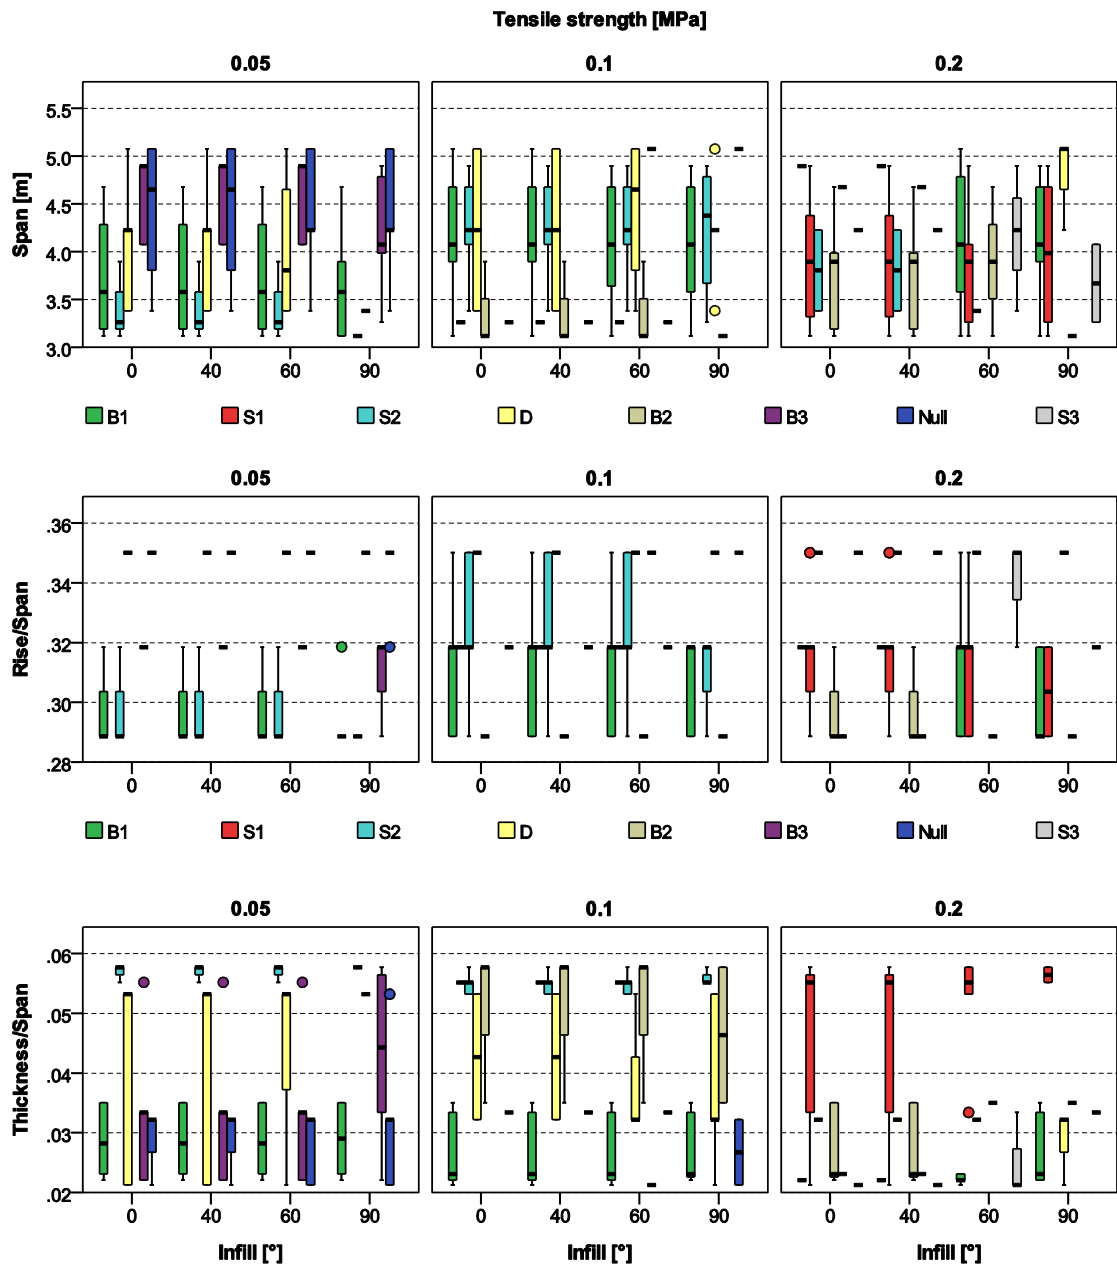 Tensile strength [MPa]
0.05 0.1 0.2
Span [m]
5.5
5.0
4.5
4.0
3.5
3.0
0 40 60 90 0 40 60 90 0 40 60 90
B1 S1 S2 D B2 B3 Null S3
0.05 0.1 0.2
Rise/Span
.36
.34
.32
.30
.28
0 40 60 90 0 40 60 90 0 40 60 90
B1 S1 S2 D B2 B3 Null S3
0.05 0.1 0.2
Thickness/Span
.06
.05
.04
.03
.02
0 40 60 90 0 40 60 90 0 40 60 90
Infill [°] Infill [°] Infill [°]